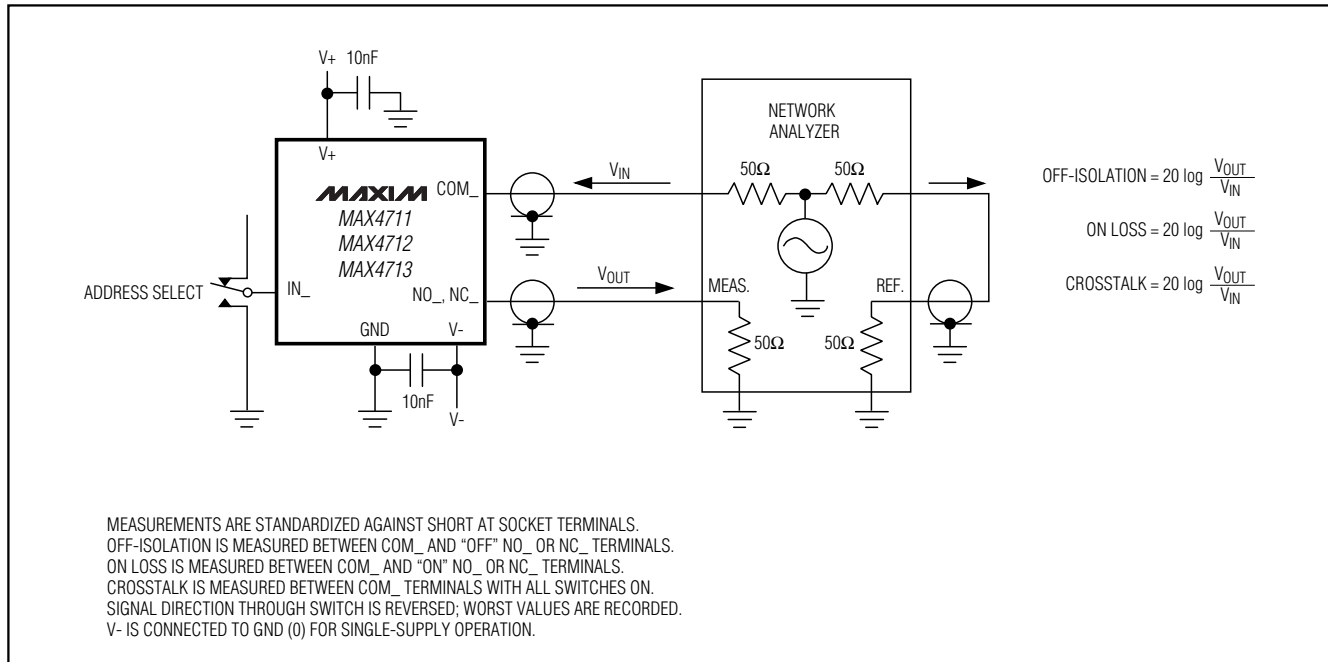 V+ 10nF
V+
MAXIM
MAX4711
MAX4712
MAX4713
COM_
NO_, NC_
IN_
GND V-
ADDRESS SELECT
10nF
V-
VIN
VOUT
NETWORK
ANALYZER
50Ω 50Ω
MEAS. REF.
50Ω 50Ω
OFF-ISOLATION = 20 log VOUT
VIN
ON LOSS = 20 log VOUT
VIN
CROSSTALK = 20 log VOUT
VIN
MEASUREMENTS ARE STANDARDIZED AGAINST SHORT AT SOCKET TERMINALS.
OFF-ISOLATION IS MEASURED BETWEEN COM_ AND “OFF” NO_ OR NC_ TERMINALS.
ON LOSS IS MEASURED BETWEEN COM_ AND “ON” NO_ OR NC_ TERMINALS.
CROSSTALK IS MEASURED BETWEEN COM_ TERMINALS WITH ALL SWITCHES ON.
SIGNAL DIRECTION THROUGH SWITCH IS REVERSED; WORST VALUES ARE RECORDED.
V- IS CONNECTED TO GND (0) FOR SINGLE-SUPPLY OPERATION.